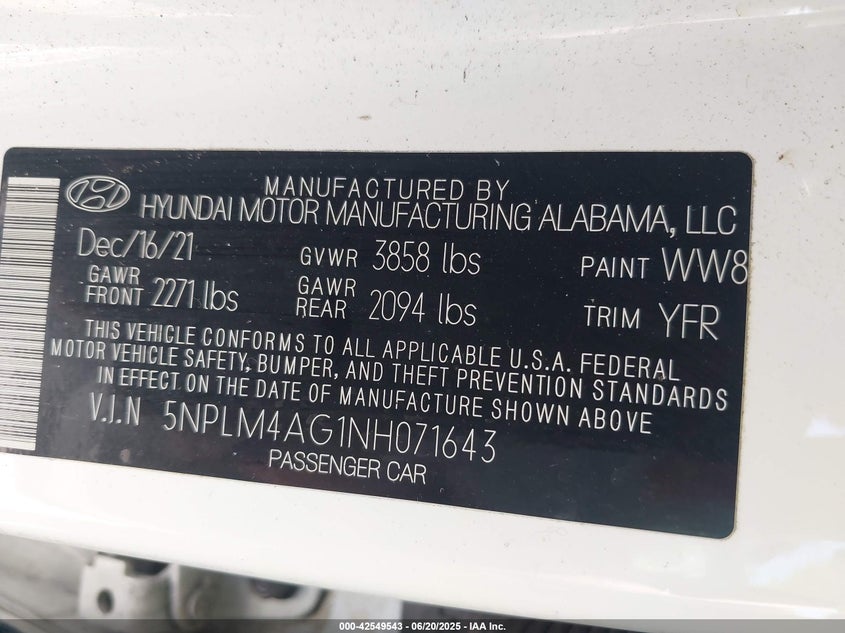 MANUFACTURED BY
HYUNDAI MOTOR MANUFACTURING ALABAMA, LLC
Dec/16/21 GVWR 3858 lbs PAINT WW8
GAWR FRONT 2271 lbs GAWR REAR 2094 lbs TRIM YFR
THIS VEHICLE CONFORMS TO ALL APPLICABLE U.S.A. FEDERAL
MOTOR VEHICLE SAFETY, BUMPER, AND THEFT PREVENTION STANDARDS
IN EFFECT ON THE DATE OF MANUFACTURE SHOWN ABOVE
V.I.N 5NPLM4AG1NH071643
PASSENGER CAR
000-42549543 - 06/20/2025 - IAA Inc.